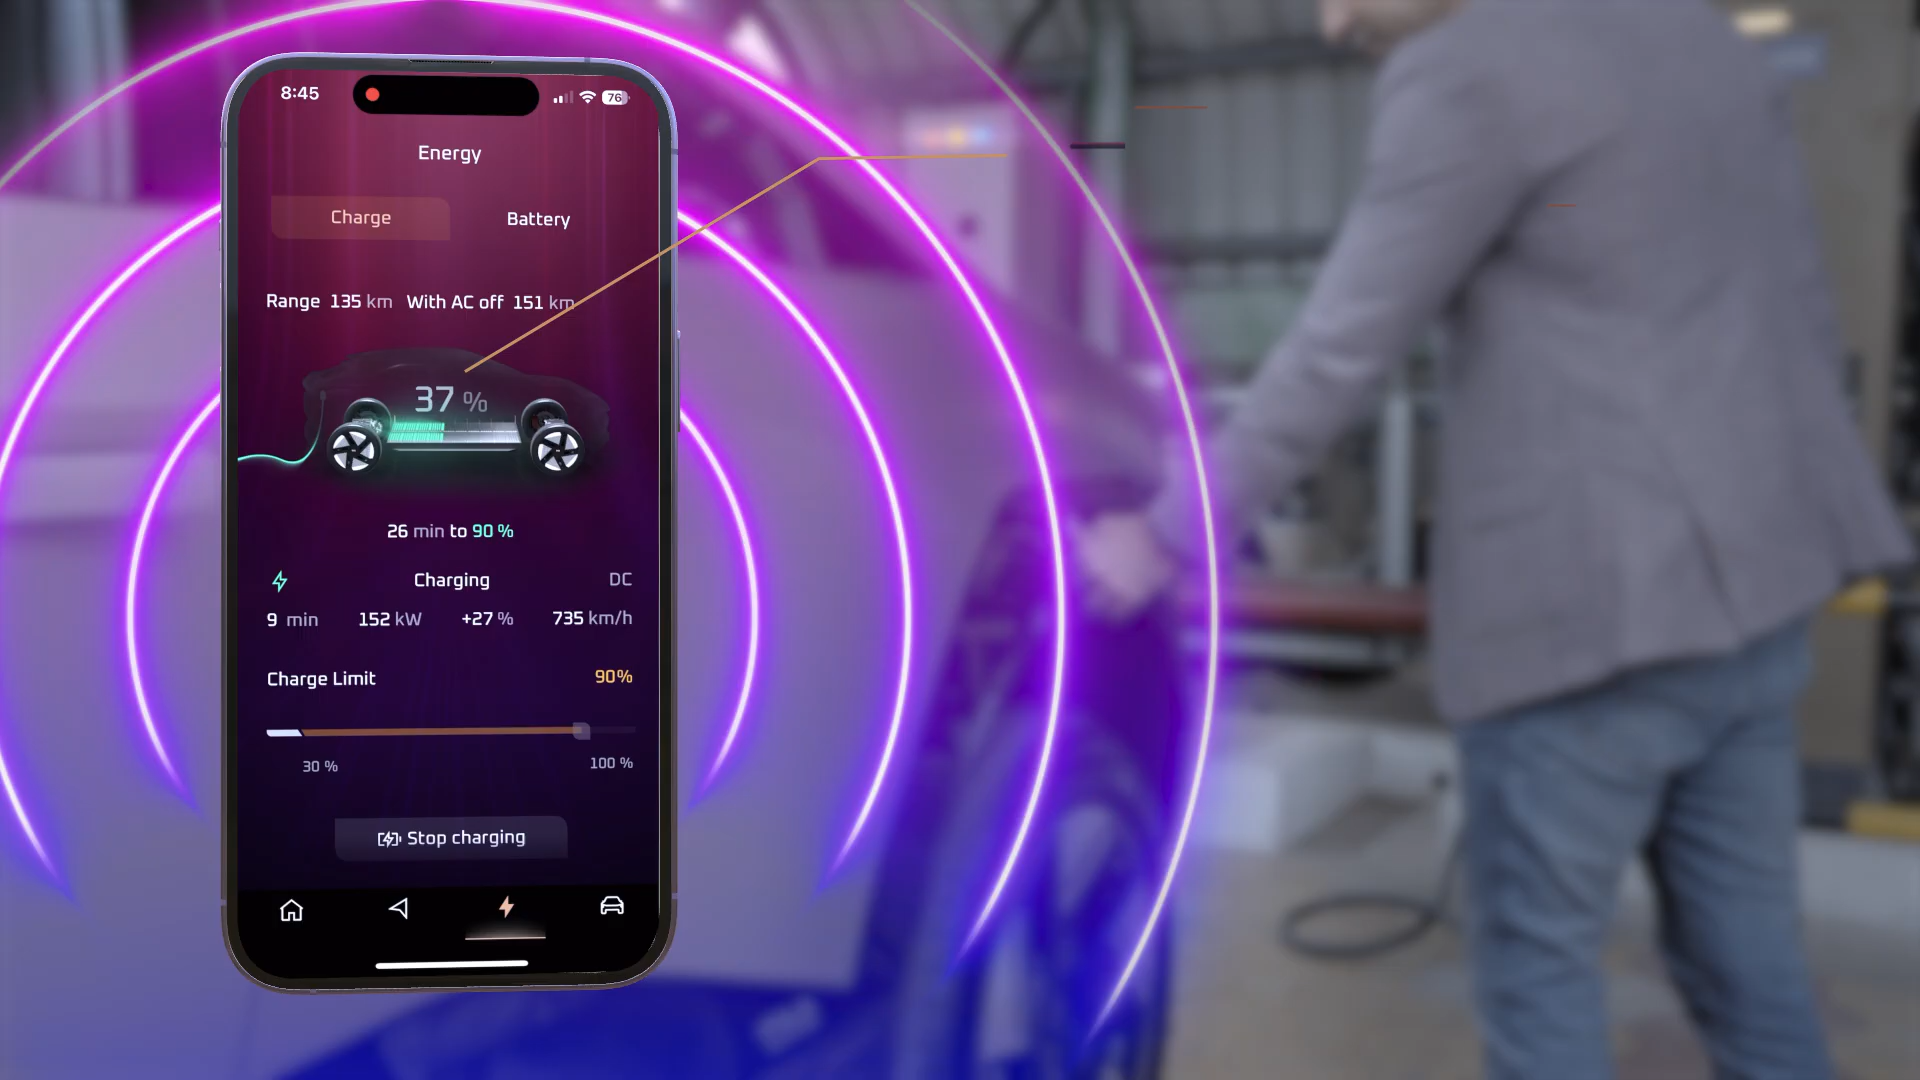 8:45 76
Energy
Charge Battery
Range 135 km With AC off 151 km
37 %
26 min to 90 %
Charging DC
9 min 152 kW +27 % 735 km/h
Charge Limit 90%
30 % 100 %
Stop charging